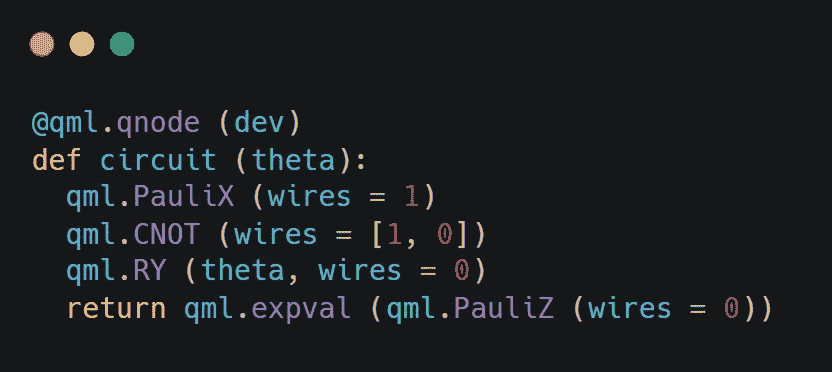 @qml.qnode (dev)
def circuit (theta):
  qml.PauliX (wires = 1)
  qml.CNOT (wires = [1, 0])
  qml.RY (theta, wires = 0)
  return qml.expval (qml.PauliZ (wires = 0))